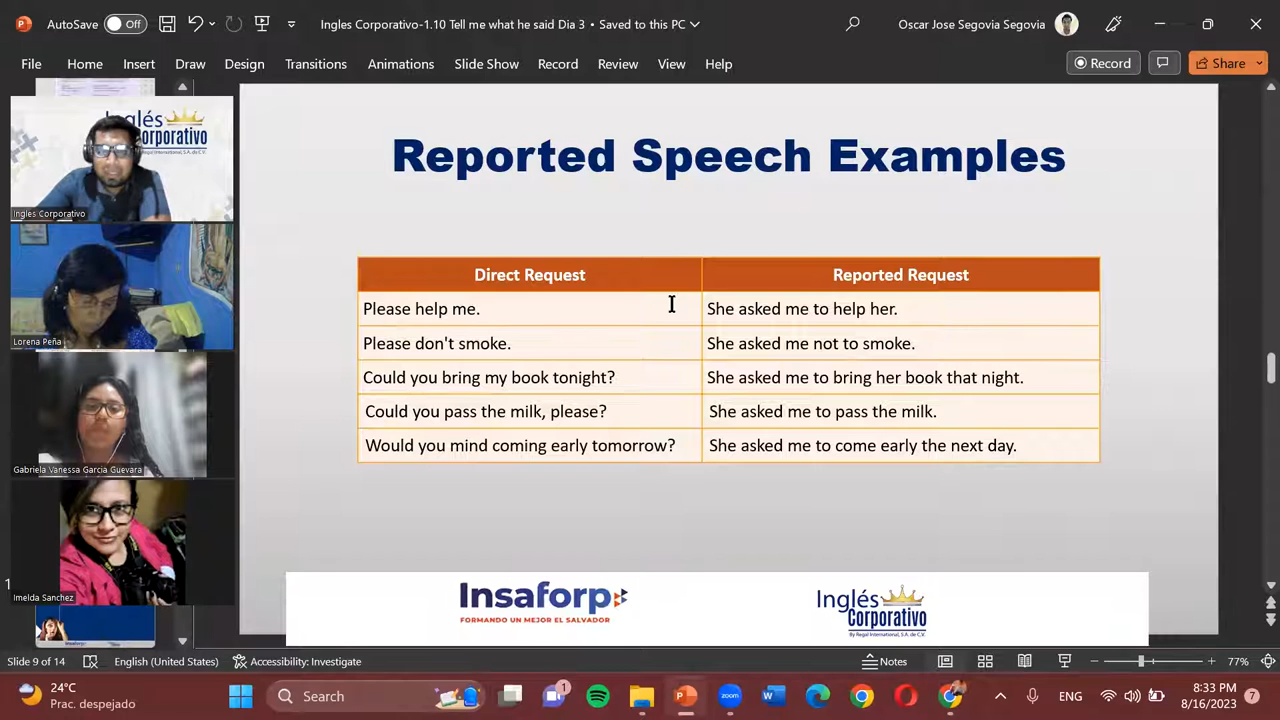 AutoSave Off Ingles Corporativo-1.10 Tell me what he said Dia 3 • Saved to this PC Oscar Jose Segovia Segovia
File Home Insert Draw Design Transitions Animations Slide Show Record Review View Help Record Share
Inglés
Corporativo
Ingles Corporativo
Lorena Peña
Gabriela Vanessa Garcia Guevara
Imelda Sanchez
Reported Speech Examples
Direct Request Reported Request
Please help me. She asked me to help her.
Please don't smoke. She asked me not to smoke.
Could you bring my book tonight? She asked me to bring her book that night.
Could you pass the milk, please? She asked me to pass the milk.
Would you mind coming early tomorrow? She asked me to come early the next day.
Insaforp
FORMANDO UN MEJOR EL SALVADOR
Inglés
Corporativo
By Regal International, S.A. de C.V.
Slide 9 of 14 English (United States) Accessibility: Investigate Notes 77%
24°C
Prac. despejado
Search
1
zoom
ENG
8:33 PM
8/16/2023
7